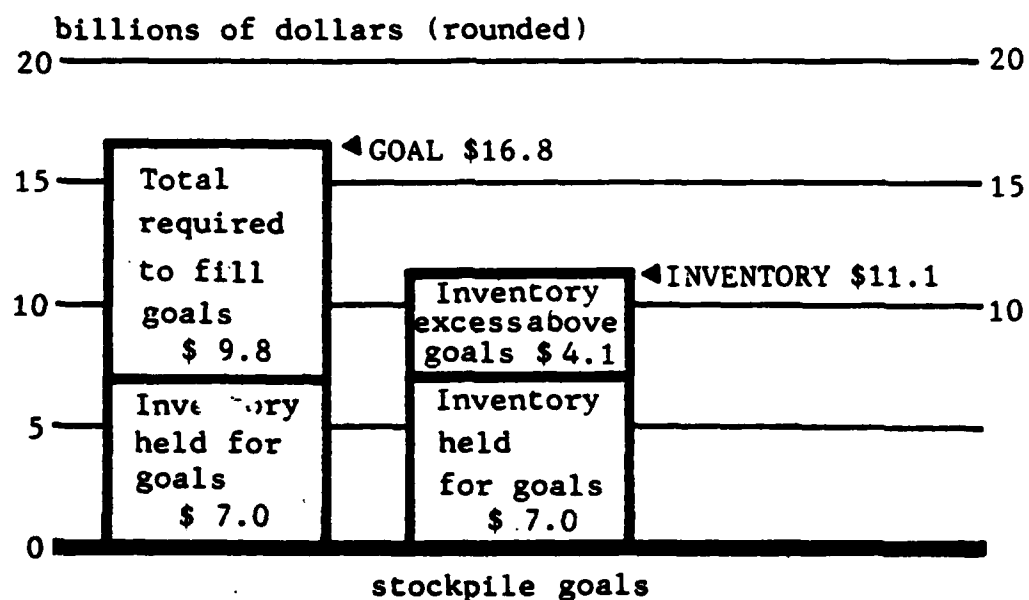 billions of dollars (rounded)
20
20
GOAL $16.8
15
15
Total
required
to fill
goals
$ 9.8
INVENTORY $11.1
10
10
Inventory
excess above
goals $4.1
5
held for
goals
$ 7.0
Inventory
held
for goals
$ 7.0
0
stockpile goals